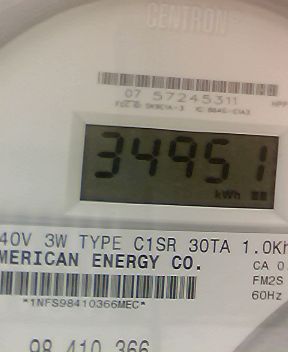 CENTRON
07 57245311
34951
kWh
40V 3W TYPE C1SR 30TA 1.0Kh
MERICAN ENERGY CO.
CA 0.
FM2S
60Hz
*1NFS98410366MEC*
98 410 366